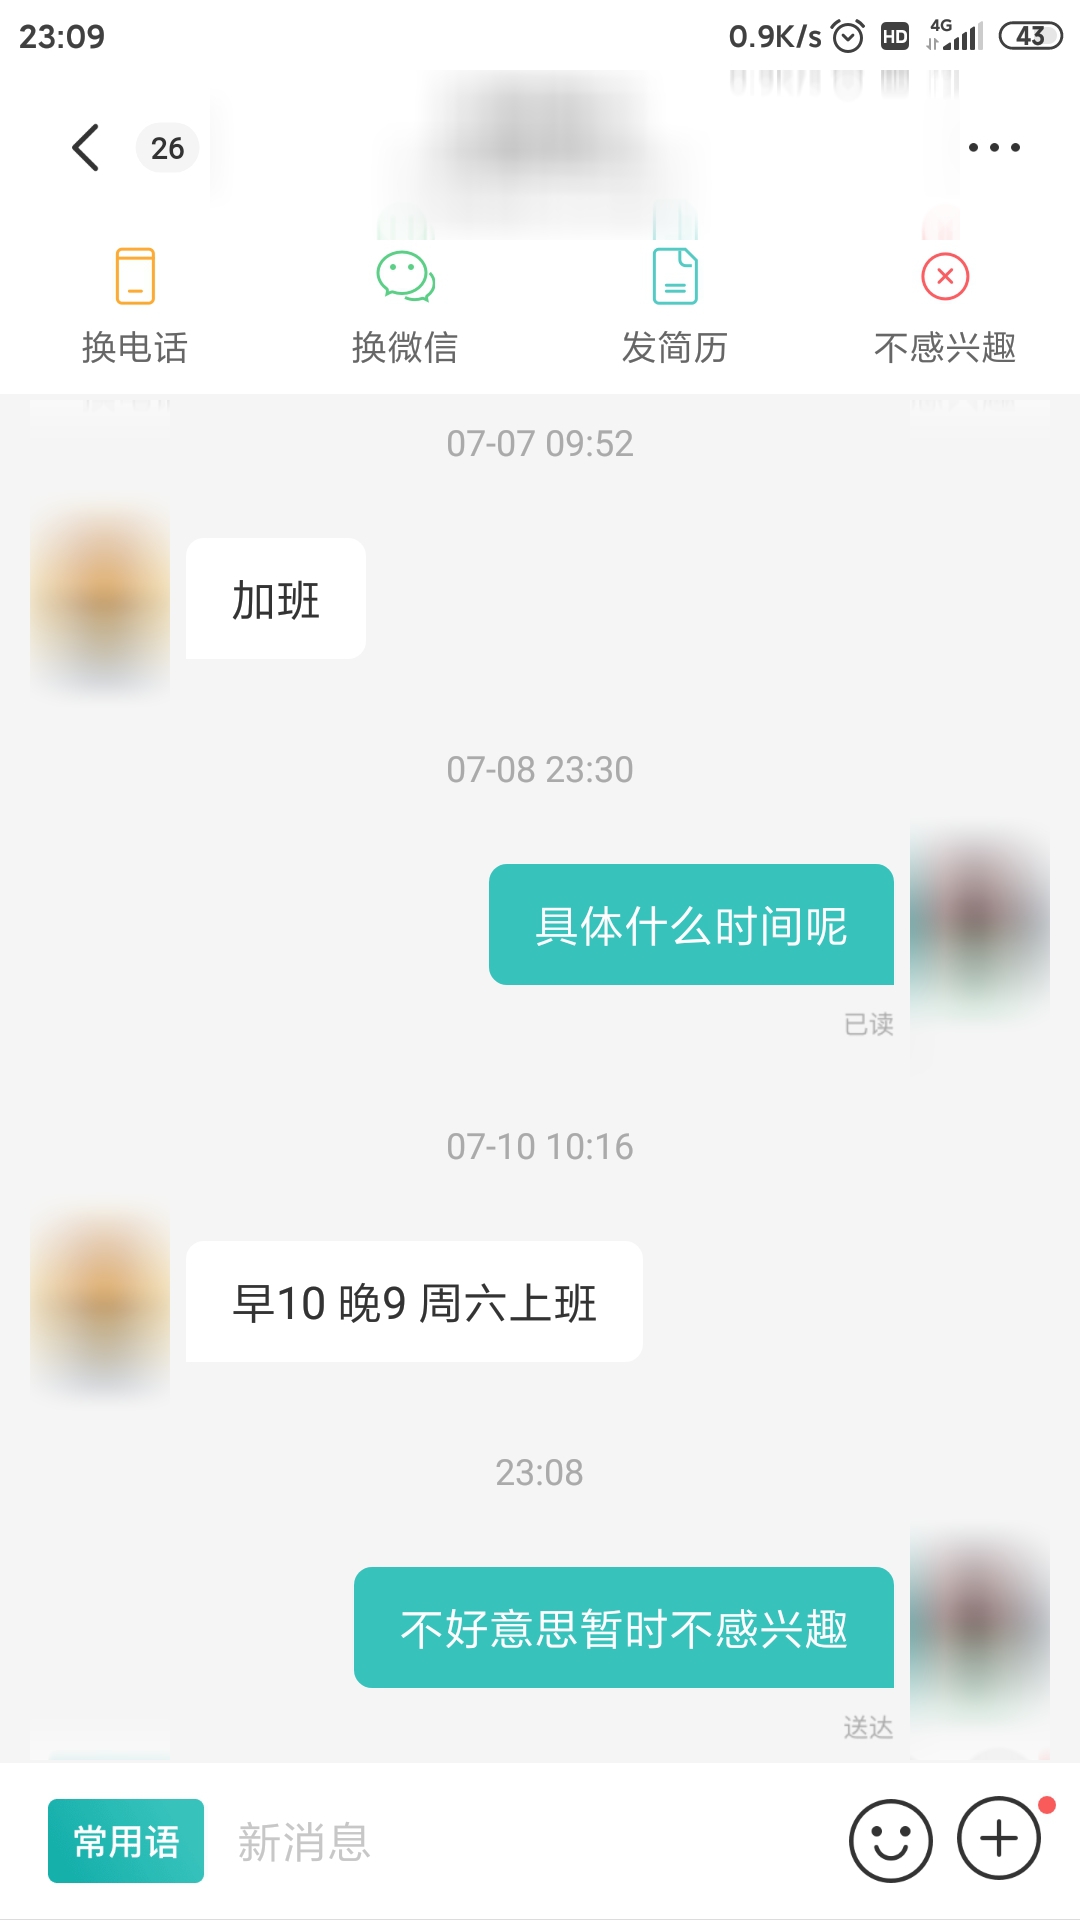 23:09 0.9K/s HD 4G 43
26
换电话 换微信 发简历 不感兴趣
07-07 09:52
加班
07-08 23:30
具体什么时间呢
已读
07-10 10:16
早10 晚9 周六上班
23:08
不好意思暂时不感兴趣
送达
常用语 新消息